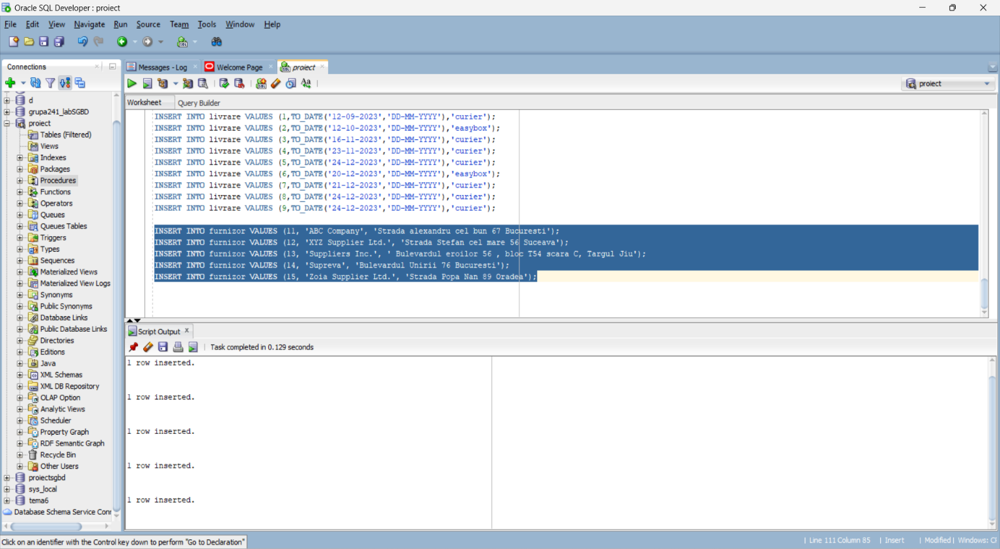 Oracle SQL Developer : proiect
File Edit View Navigate Run Source Team Tools Window Help
Connections
Messages - Log
Welcome Page
proiect
proiect
Worksheet Query Builder
d
grupa241_labSGBD
proiect
Tables (Filtered)
Views
Indexes
Packages
Procedures
Functions
Operators
Queues
Queues Tables
Triggers
Types
Sequences
Materialized Views
Materialized View Logs
Synonyms
Public Synonyms
Database Links
Public Database Links
Directories
Editions
Java
XML Schemas
XML DB Repository
OLAP Option
Analytic Views
Scheduler
Property Graph
RDF Semantic Graph
Recycle Bin
Other Users
proiectsgbd
sys_local
tema6
Database Schema Service Conn
INSERT INTO livrare VALUES (1,TO_DATE('12-09-2023','DD-MM-YYYY'),'curier');
INSERT INTO livrare VALUES (2,TO_DATE('12-10-2023','DD-MM-YYYY'),'easybox');
INSERT INTO livrare VALUES (3,TO_DATE('16-11-2023','DD-MM-YYYY'),'curier');
INSERT INTO livrare VALUES (4,TO_DATE('23-11-2023','DD-MM-YYYY'),'curier');
INSERT INTO livrare VALUES (5,TO_DATE('24-12-2023','DD-MM-YYYY'),'curier');
INSERT INTO livrare VALUES (6,TO_DATE('20-12-2023','DD-MM-YYYY'),'easybox');
INSERT INTO livrare VALUES (7,TO_DATE('21-12-2023','DD-MM-YYYY'),'curier');
INSERT INTO livrare VALUES (8,TO_DATE('24-12-2023','DD-MM-YYYY'),'curier');
INSERT INTO livrare VALUES (9,TO_DATE('24-12-2023','DD-MM-YYYY'),'curier');
INSERT INTO furnizor VALUES (11, 'ABC Company', 'Strada alexandru cel bun 67 Bucuresti');
INSERT INTO furnizor VALUES (12, 'XYZ Supplier Ltd.', 'Strada Stefan cel mare 56 Suceava');
INSERT INTO furnizor VALUES (13, 'Suppliers Inc.', ' Bulevardul eroilor 56 , bloc T54 scara C, Targul Jiu');
INSERT INTO furnizor VALUES (14, 'Supreva', 'Bulevardul Unirii 76 Bucuresti');
INSERT INTO furnizor VALUES (15, 'Zoia Supplier Ltd.', 'Strada Popa Nan 89 Oradea');
Script Output
Task completed in 0.129 seconds
1 row inserted.
1 row inserted.
1 row inserted.
1 row inserted.
1 row inserted.
Click on an identifier with the Control key down to perform "Go to Declaration"
Line 111 Column 85 | Insert | Modified | Windows: Cl